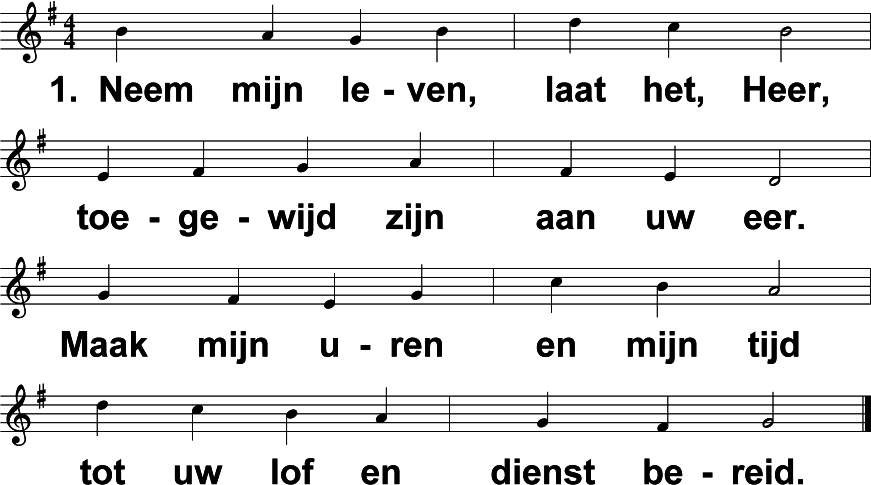 1. Neem mijn le - ven, laat het, Heer,
toe - ge - wijd zijn aan uw eer.
Maak mijn u - ren en mijn tijd
tot uw lof en dienst be - reid.